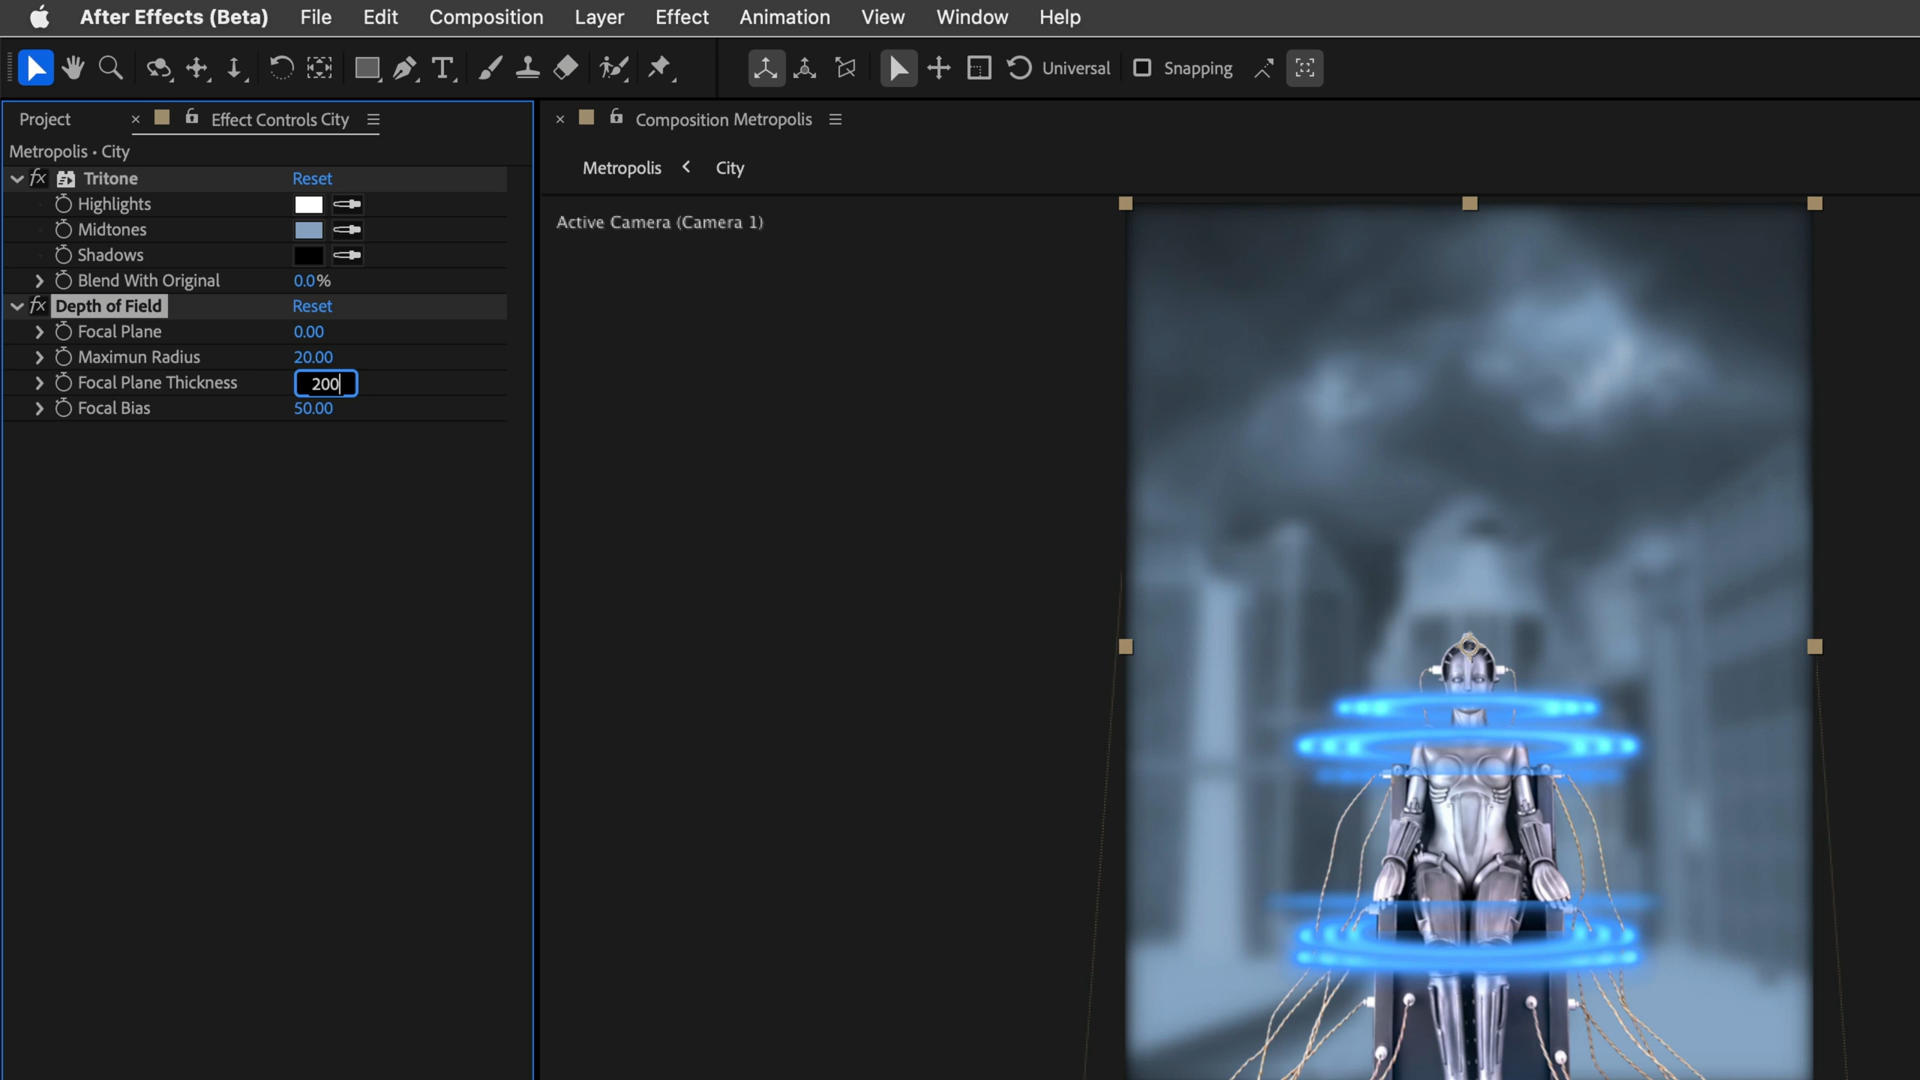 After Effects (Beta) File Edit Composition Layer Effect Animation View Window Help
Universal Snapping
Project × Effect Controls City
× Composition Metropolis
Metropolis • City
Metropolis < City
fx Tritone Reset
Highlights
Midtones
Shadows
Blend With Original 0.0%
fx Depth of Field Reset
Focal Plane 0.00
Maximun Radius 20.00
Focal Plane Thickness 200
Focal Bias 50.00
Active Camera (Camera 1)